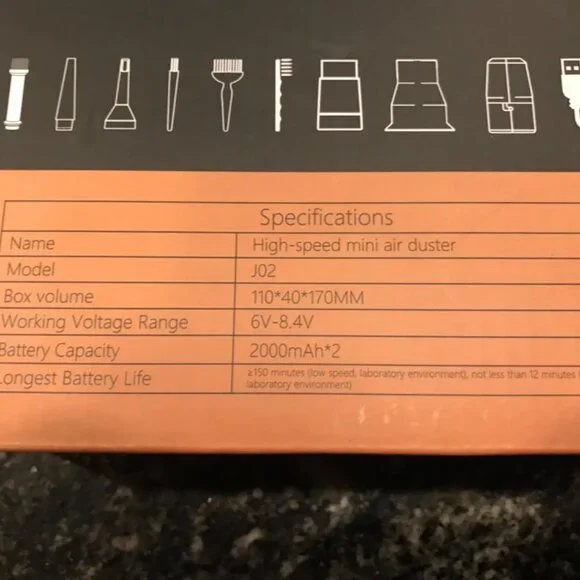 Specifications
Name High-speed mini air duster
Model J02
Box volume 110*40*170MM
Working Voltage Range 6V-8.4V
Battery Capacity 2000mAh*2
Longest Battery Life ≥150 minutes (low speed, laboratory environment), not less than 12 minutes
laboratory environment)